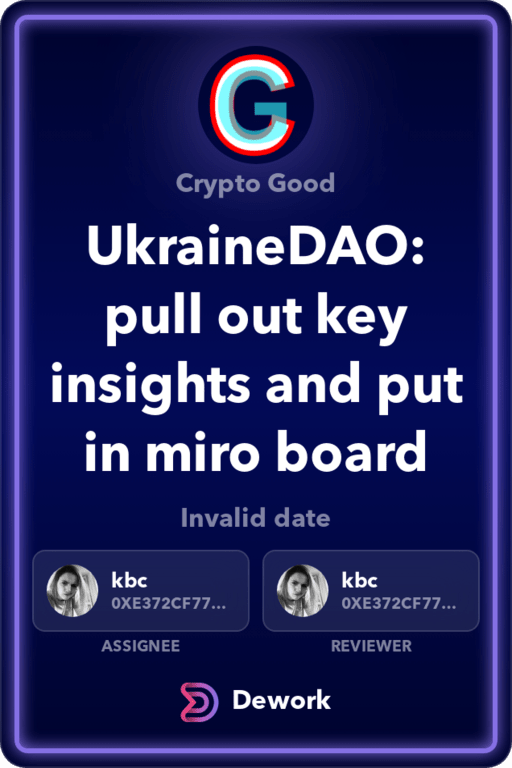 G
Crypto Good
UkraineDAO:
pull out key
insights and put
in miro board
Invalid date
kbc
0XE372CF77...
kbc
0XE372CF77...
ASSIGNEE
REVIEWER
Dework